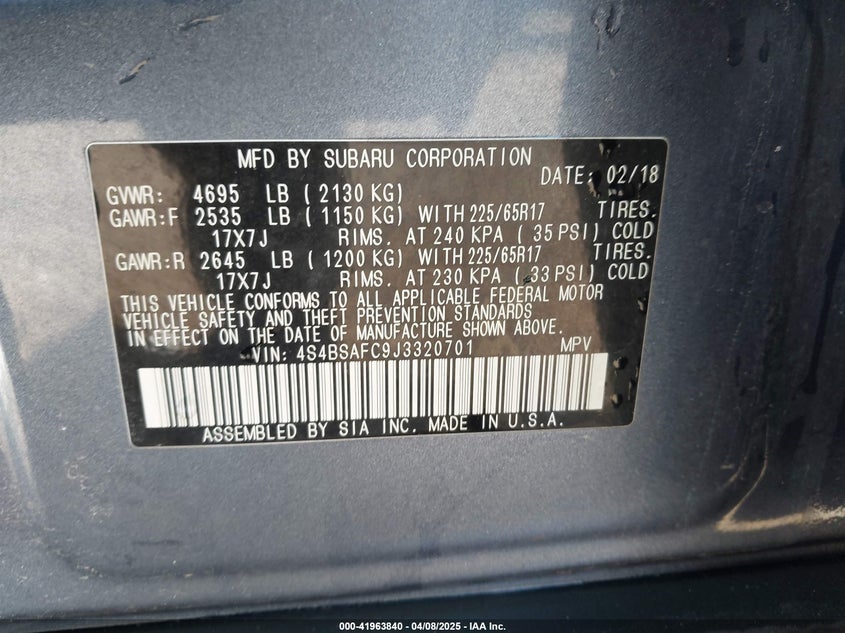 MFD BY SUBARU CORPORATION
DATE: 02/18
GVWR: 4695 LB ( 2130 KG)
GAWR:F 2535 LB ( 1150 KG) WITH 225/65R17 TIRES.
17X7J RIMS. AT 240 KPA ( 35 PSI) COLD
GAWR:R 2645 LB ( 1200 KG) WITH 225/65R17 TIRES.
17X7J RIMS. AT 230 KPA ( 33 PSI) COLD
THIS VEHICLE CONFORMS TO ALL APPLICABLE FEDERAL MOTOR
VEHICLE SAFETY AND THEFT PREVENTION STANDARDS
IN EFFECT ON THE DATE OF MANUFACTURE SHOWN ABOVE.
VIN: 4S4BSAFC9J3320701 MPV
ASSEMBLED BY SIA INC. MADE IN U.S.A.
000-41963840 - 04/08/2025 - IAA Inc.